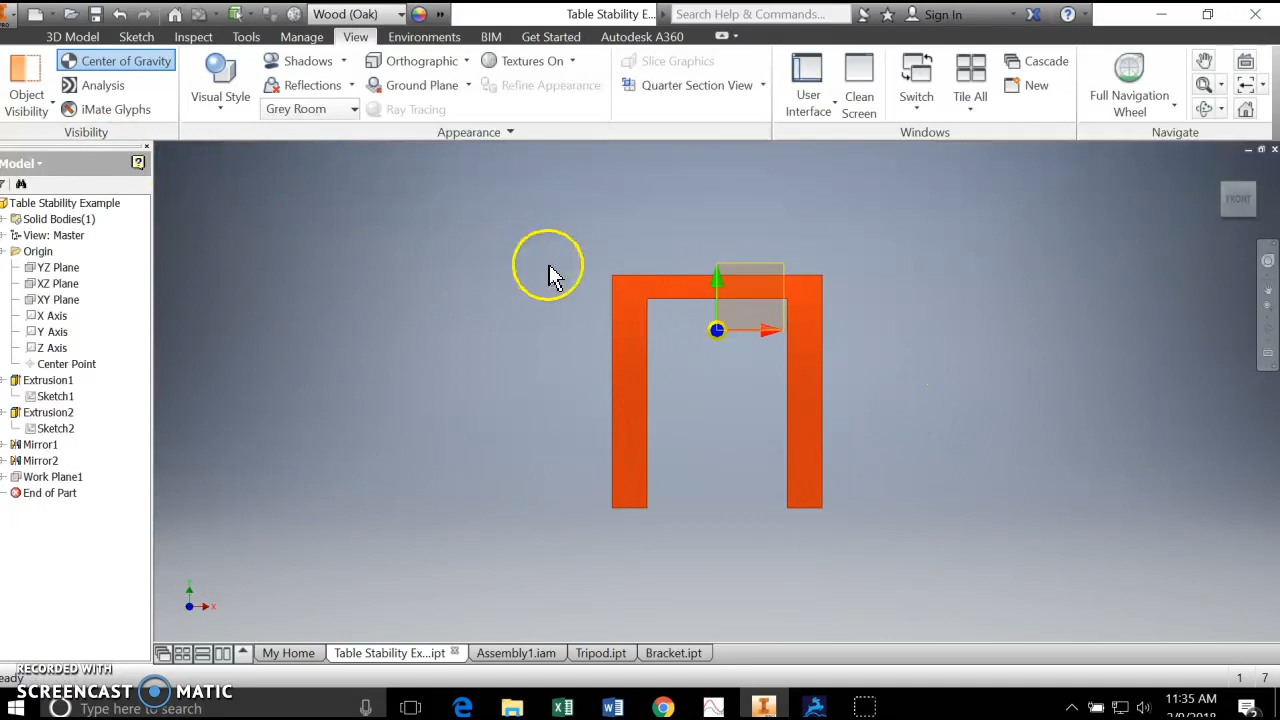 PRO
Wood (Oak)
Table Stability E...
Search Help & Commands...
Sign In
3D Model
Sketch
Inspect
Tools
Manage
View
Environments
BIM
Get Started
Autodesk A360
Object Visibility
Center of Gravity
Analysis
iMate Glyphs
Visibility
Visual Style
Shadows
Reflections
Grey Room
Orthographic
Ground Plane
Ray Tracing
Textures On
Refine Appearance
Slice Graphics
Quarter Section View
Appearance
User Interface
Clean Screen
Switch
Tile All
Cascade
New
Windows
Full Navigation Wheel
Navigate
Model
Table Stability Example
Solid Bodies(1)
View: Master
Origin
YZ Plane
XZ Plane
XY Plane
X Axis
Y Axis
Z Axis
Center Point
Extrusion1
Sketch1
Extrusion2
Sketch2
Mirror1
Mirror2
Work Plane1
End of Part
FRONT
x
My Home
Table Stability Ex...ipt
Assembly1.iam
Tripod.ipt
Bracket.ipt
RECORDED WITH
eady
1 7
SCREENCAST MATIC
Type here to search
11:35 AM